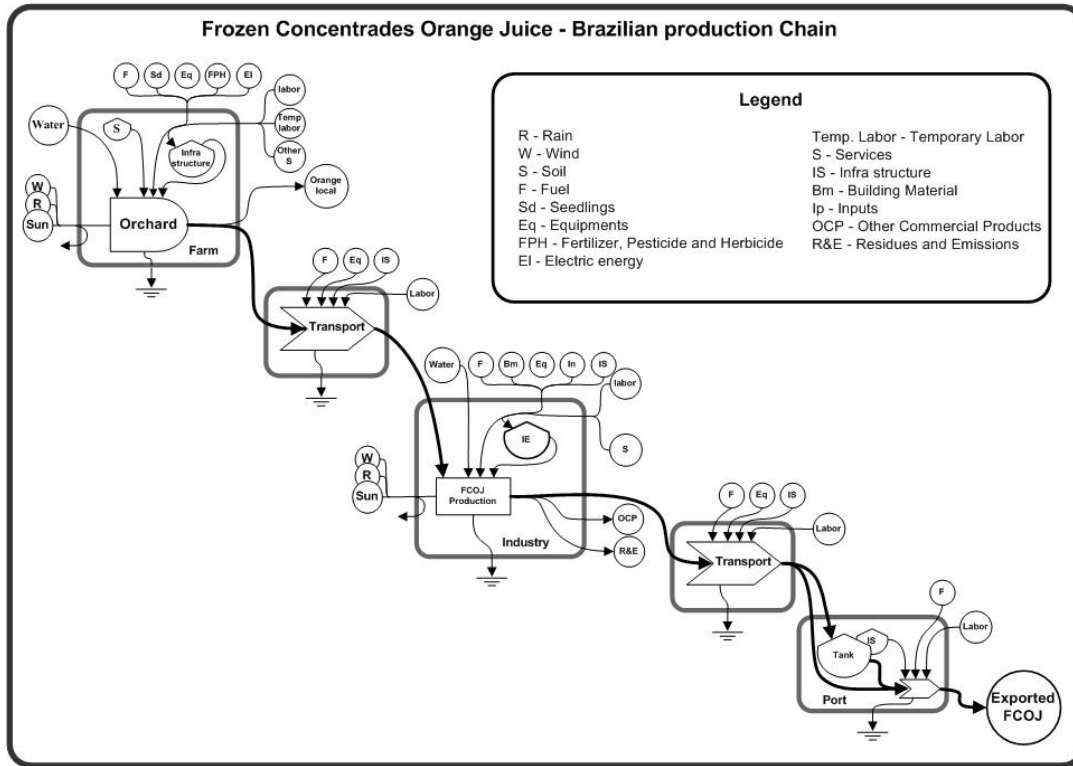 Frozen Concentrades Orange Juice - Brazilian production Chain
F
Sd
Eq
FPH
El
labor
Temp
labor
Other
S
Water
S
Infra
structure
Orange
local
W
R
Sun
Orchard
Farm
Legend
R - Rain
W - Wind
S - Soil
F - Fuel
Sd - Seedlings
Eq - Equipments
FPH - Fertilizer, Pesticide and Herbicide
El - Electric energy
Temp. Labor - Temporary Labor
S - Services
IS - Infra structure
Bm - Building Material
Ip - Inputs
OCP - Other Commercial Products
R&E - Residues and Emissions
F
Eq
IS
Labor
Transport
Water
F
Bm
Eq
In
IS
labor
S
IE
W
R
Sun
FCOJ
Production
OCP
R&E
Industry
F
Eq
IS
Labor
Transport
F
Labor
IS
Tank
Port
Exported
FCOJ